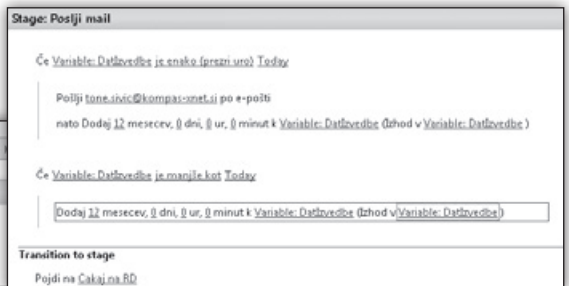 Stage: Poslji mail
Če Variable: DatIzvedbe je enako (prezri uro) Today
Pošlji tone.sivic@kompas-xnet.si po e-pošti
nato Dodaj 12 mesecev, 0 dni, 0 ur, 0 minut k Variable: DatIzvedbe (Izhod v Variable: DatIzvedbe )
Če Variable: DatIzvedbe je manjše kot Today
Dodaj 12 mesecev, 0 dni, 0 ur, 0 minut k Variable: DatIzvedbe (Izhod v Variable: DatIzvedbe )
Transition to stage
Pojdi na Cakaj na RD